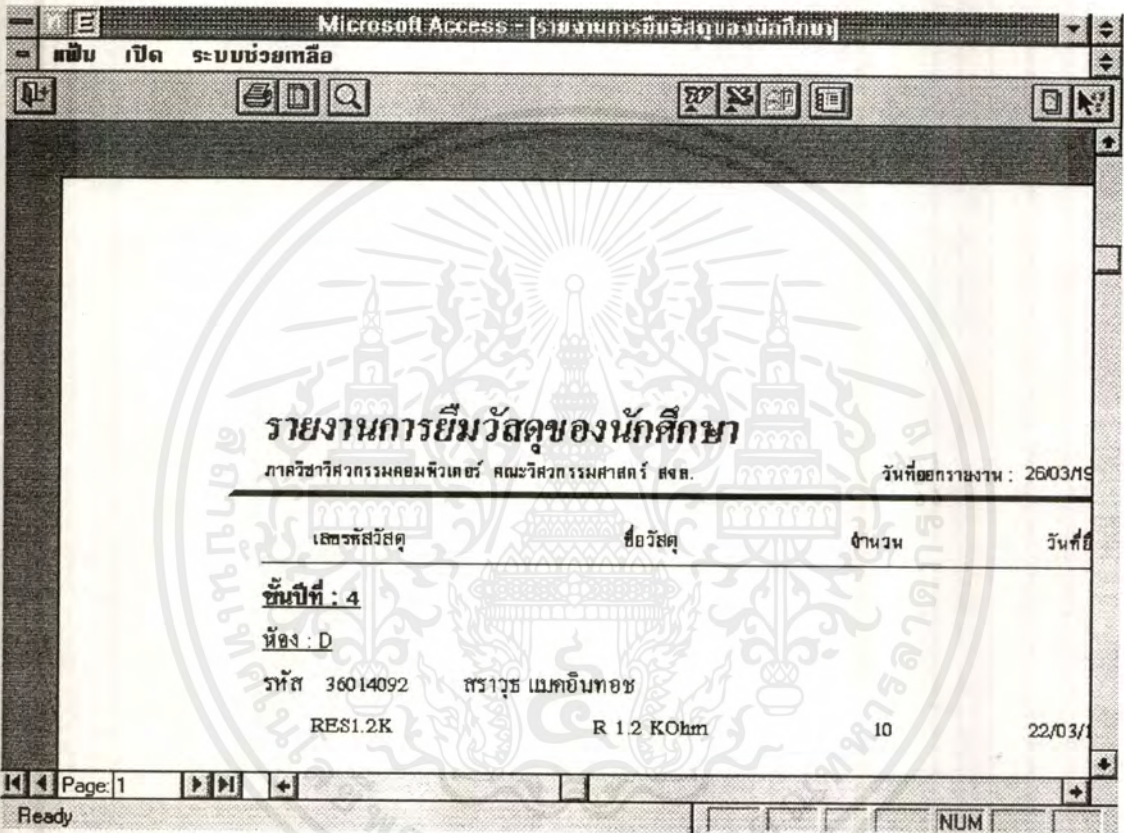 Microsoft Access - [รายงานการยืมวัสดุของนักศึกษา]
แฟ้ม เปิด ระบบช่วยเหลือ
รายงานการยืมวัสดุของนักศึกษา
ภาควิชาวิศวกรรมคอมพิวเตอร์ คณะวิศวกรรมศาสตร์ สจล. วันที่ออกรายงาน : 26/03/19
เลขรหัสวัสดุ ชื่อวัสดุ จำนวน วันที่ยื
ชั้นปีที่ : 4
ห้อง : D
รหัส 36014092 สราวุธ แมคอินทอช
RES1.2K R 1.2 KOhm 10 22/03/1
Page: 1
Ready NUM